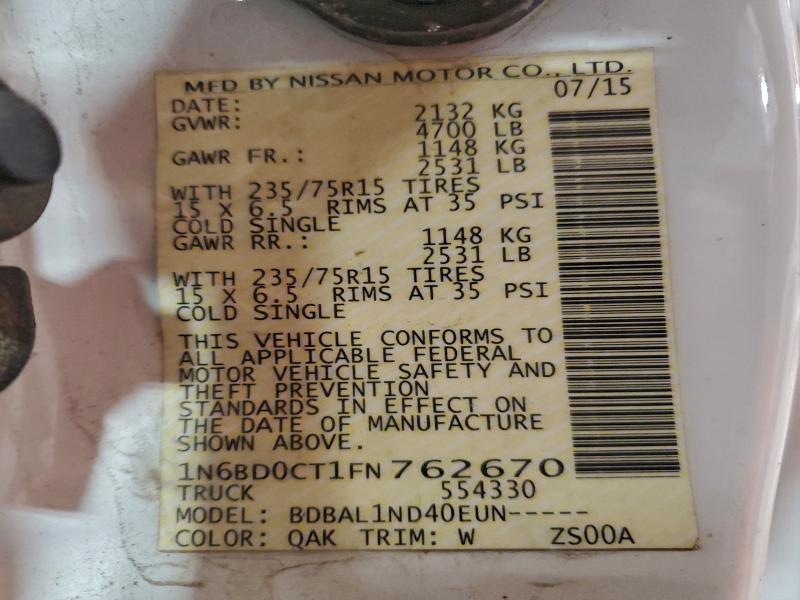 MFD BY NISSAN MOTOR CO., LTD.
DATE: 07/15
GVWR: 2132 KG
4700 LB
GAWR FR.: 1148 KG
2531 LB
WITH 235/75R15 TIRES
15 X 6.5 RIMS AT 35 PSI
COLD SINGLE
GAWR RR.: 1148 KG
2531 LB
WITH 235/75R15 TIRES
15 X 6.5 RIMS AT 35 PSI
COLD SINGLE
THIS VEHICLE CONFORMS TO
ALL APPLICABLE FEDERAL
MOTOR VEHICLE SAFETY AND
THEFT PREVENTION
STANDARDS IN EFFECT ON
THE DATE OF MANUFACTURE
SHOWN ABOVE.
1N6BD0CT1FN762670
TRUCK 554330
MODEL: BDBAL1ND40EUN-----
COLOR: QAK TRIM: W ZS00A